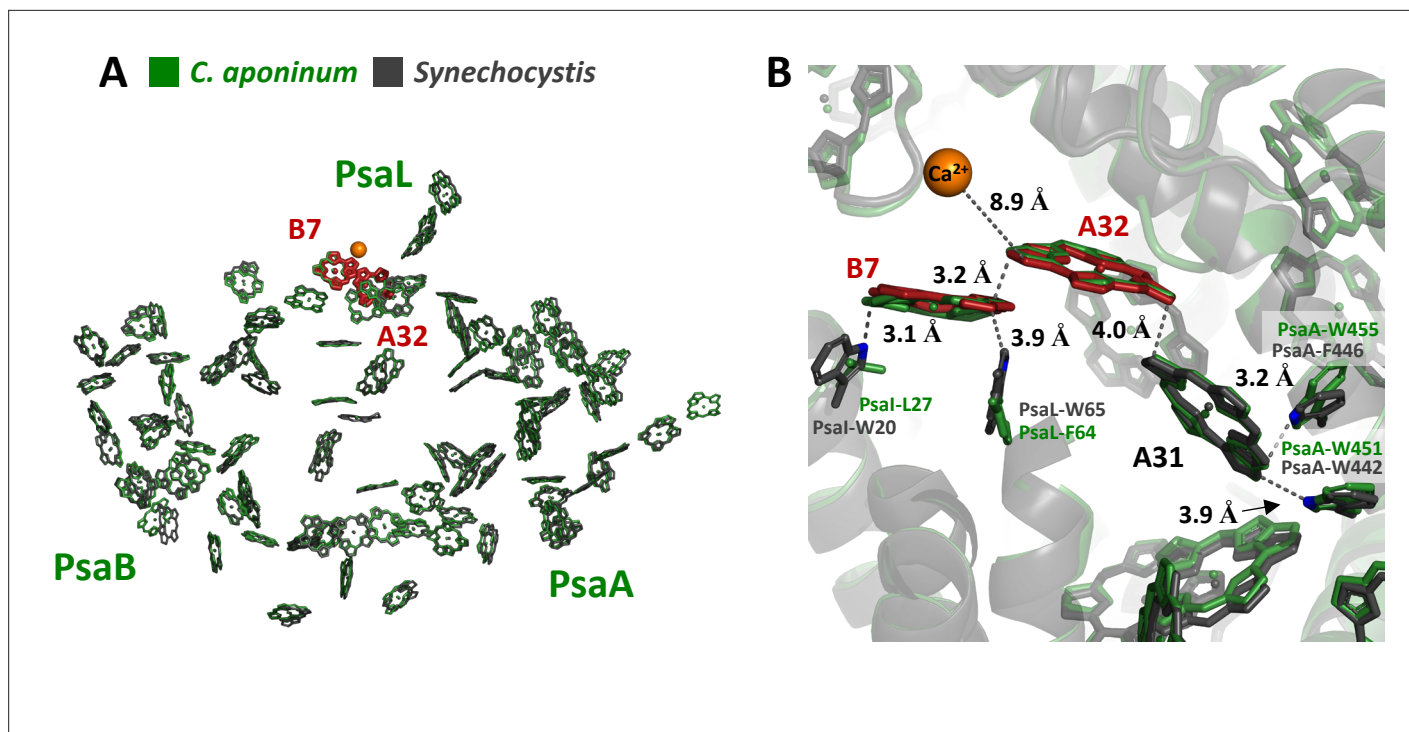 A C. aponinum Synechocystis
PsaL
B7
A32
PsaB
PsaA
B
Ca²⁺
8.9 Å
A32
B7
3.2 Å
3.1 Å
3.9 Å
4.0 Å
PsaA-W455
PsaA-F446
3.2 Å
PsaI-L27
PsaI-W20
PsaL-W65
PsaL-F64
A31
PsaA-W451
PsaA-W442
3.9 Å